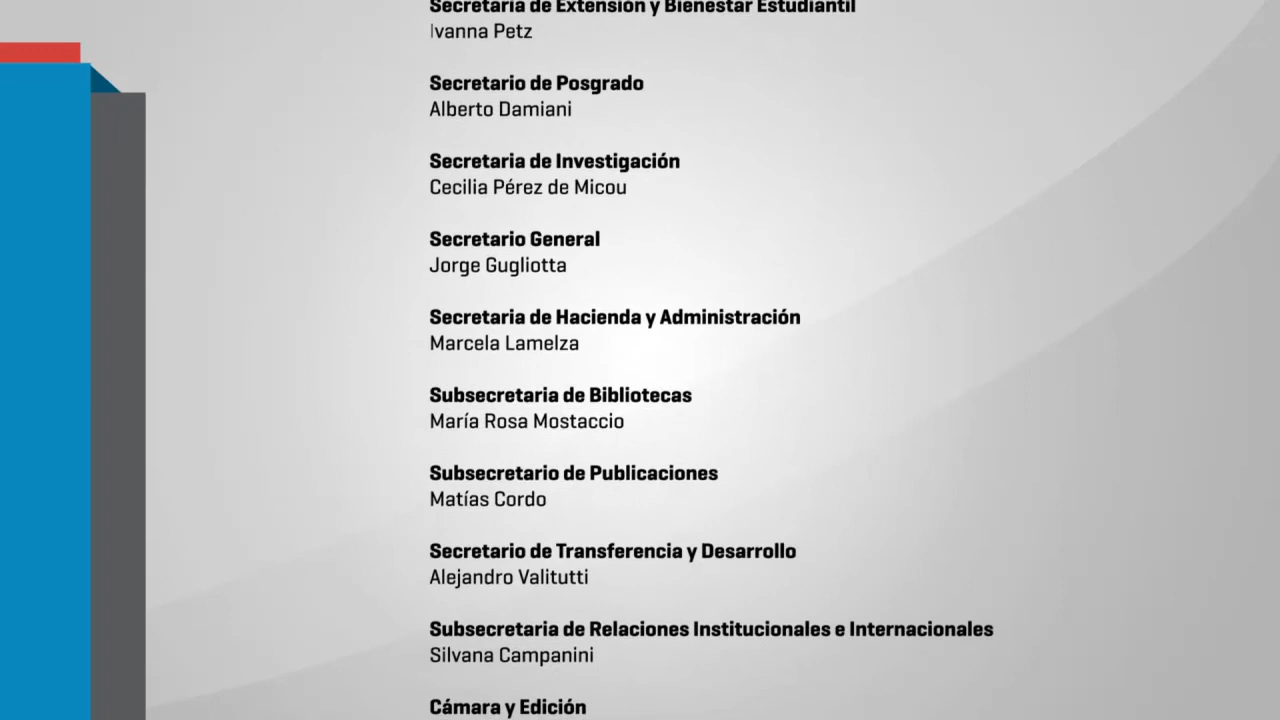 Secretaria de Extensión y Bienestar Estudiantil
Ivanna Petz
Secretario de Posgrado
Alberto Damiani
Secretaria de Investigación
Cecilia Pérez de Micou
Secretario General
Jorge Gugliotta
Secretaria de Hacienda y Administración
Marcela Lamelza
Subsecretaria de Bibliotecas
María Rosa Mostaccio
Subsecretario de Publicaciones
Matías Cordo
Secretario de Transferencia y Desarrollo
Alejandro Valitutti
Subsecretaria de Relaciones Institucionales e Internacionales
Silvana Campanini
Cámara y Edición